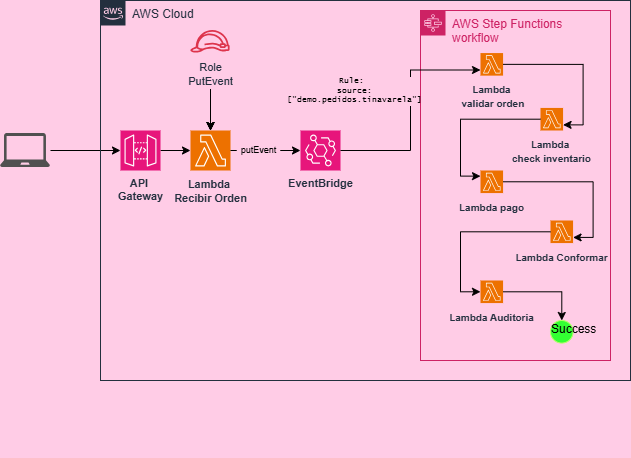 aws
AWS Cloud
AWS Step Functions
workflow
Role
PutEvent
Rule:
source:
["demo.pedidos.tinavarela"]
Lambda
validar orden
Lambda
check inventario
putEvent
API
Gateway
Lambda
Recibir Orden
EventBridge
Lambda pago
Lambda Conformar
Lambda Auditoria
Success